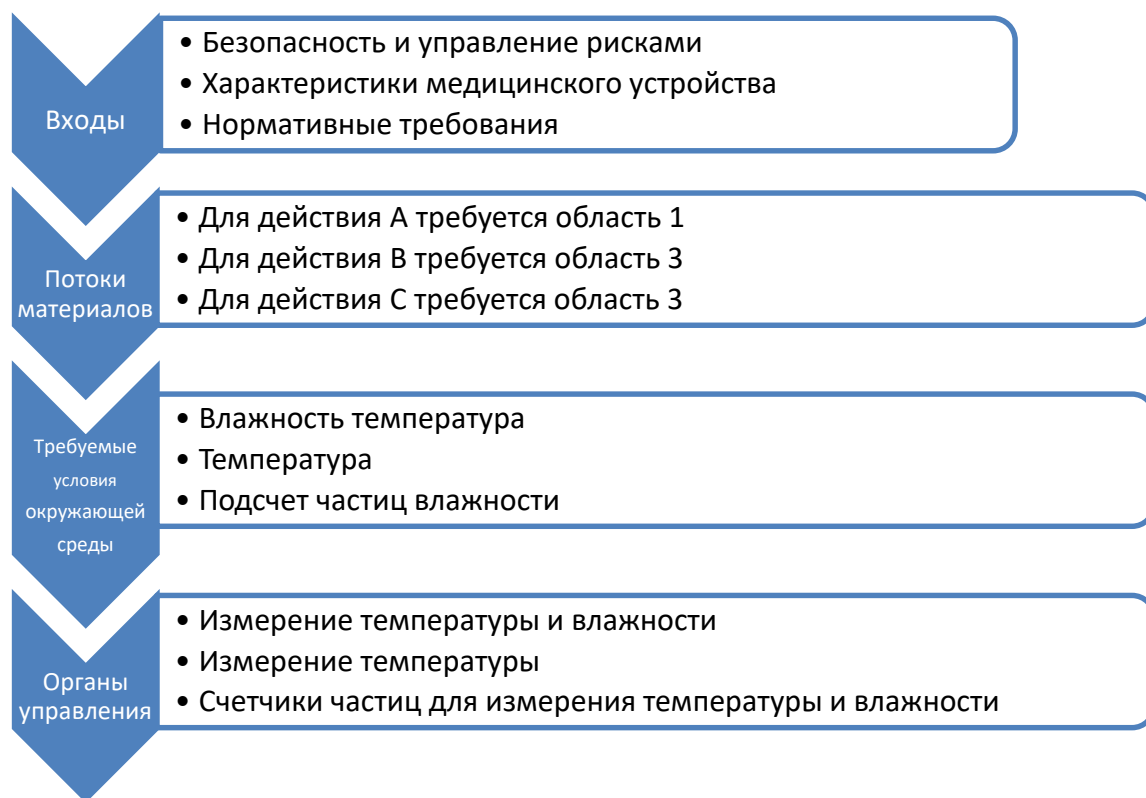 Входы
• Безопасность и управление рисками
• Характеристики медицинского устройства
• Нормативные требования
Потоки
материалов
• Для действия А требуется область 1
• Для действия В требуется область 3
• Для действия С требуется область 3
Требуемые
условия
окружающей
среды
• Влажность температура
• Температура
• Подсчет частиц влажности
Органы
управления
• Измерение температуры и влажности
• Измерение температуры
• Счетчики частиц для измерения температуры и влажности